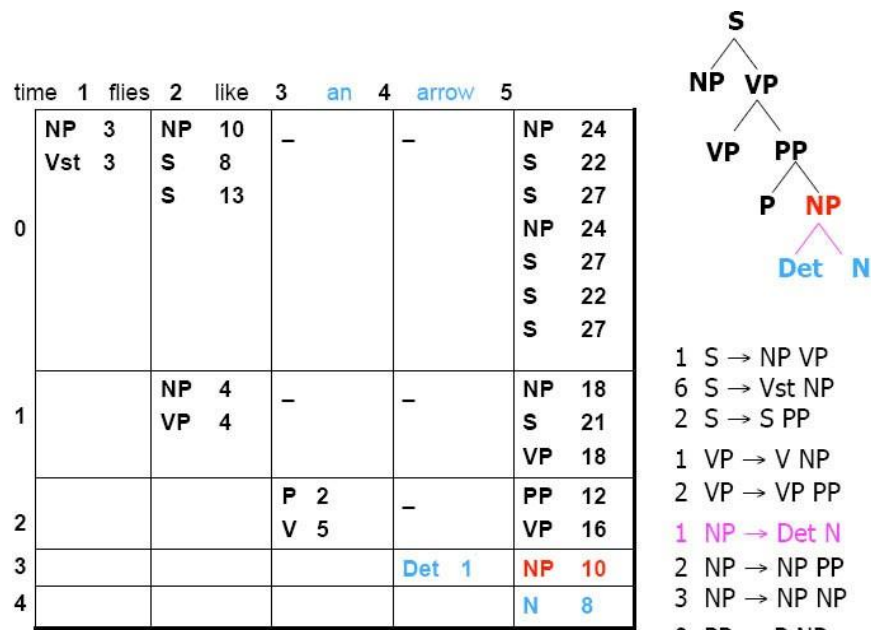 time 1 flies 2 like 3 an 4 arrow 5
NP 3 NP 10 _ _ NP 24
Vst 3 S 8 S 22
S 13 S 27
0 NP 24
S 27
S 22
S 27
NP 4 _ _ NP 18
1 VP 4 S 21
VP 18
P 2 _ PP 12
2 V 5 VP 16
3 Det 1 NP 10
4 N 8
S
NP VP
VP PP
P NP
Det N
1 S → NP VP
6 S → Vst NP
2 S → S PP
1 VP → V NP
2 VP → VP PP
1 NP → Det N
2 NP → NP PP
3 NP → NP NP